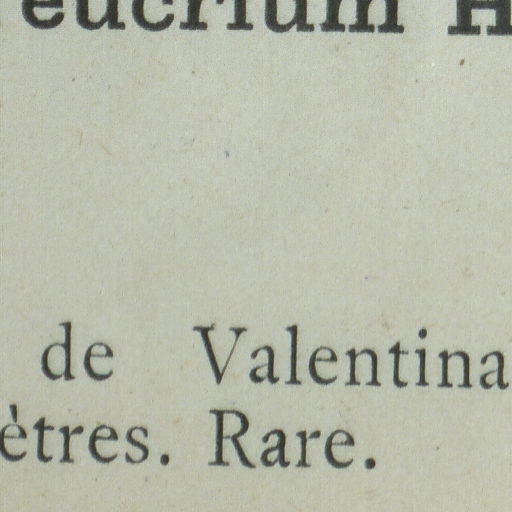 eucrium H
de Valentina
ètres. Rare.